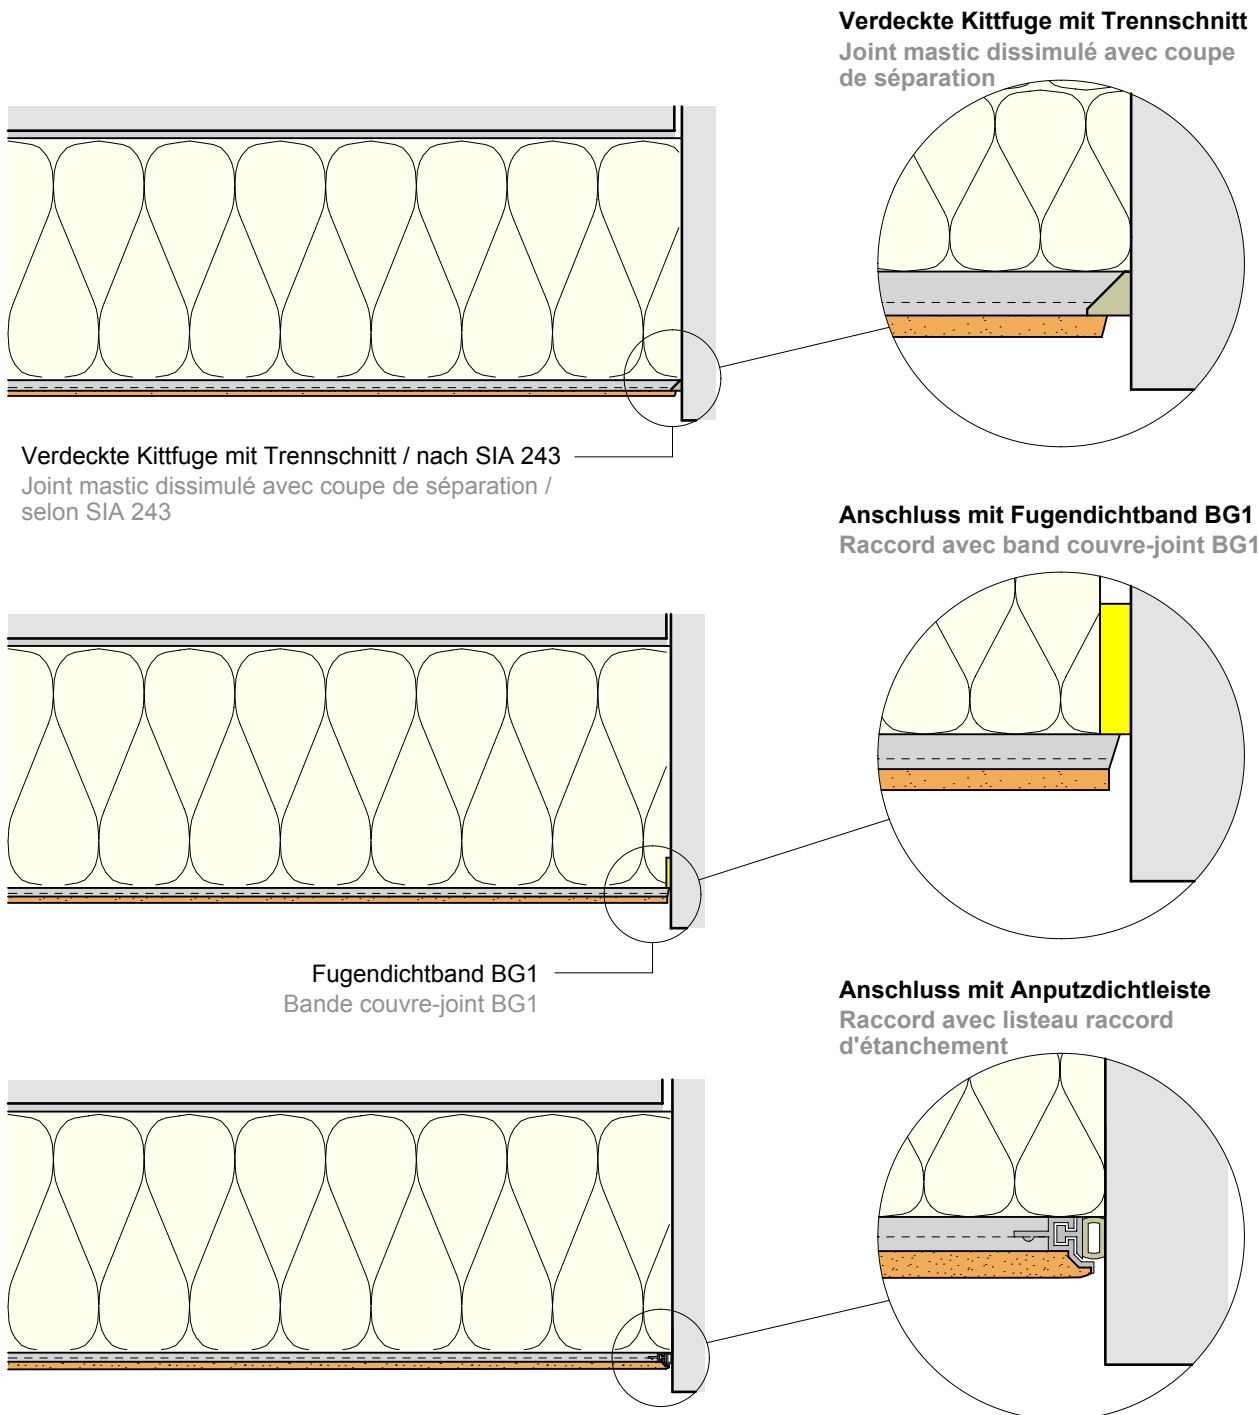 Verdeckte Kittfuge mit Trennschnitt
Joint mastic dissimulé avec coupe
de séparation
Verdeckte Kittfuge mit Trennschnitt / nach SIA 243
Joint mastic dissimulé avec coupe de séparation /
selon SIA 243
Anschluss mit Fugendichtband BG1
Raccord avec band couvre-joint BG1
Fugendichtband BG1
Bande couvre-joint BG1
Anschluss mit Anputzdichtleiste
Raccord avec listeau raccord
d'étanchement